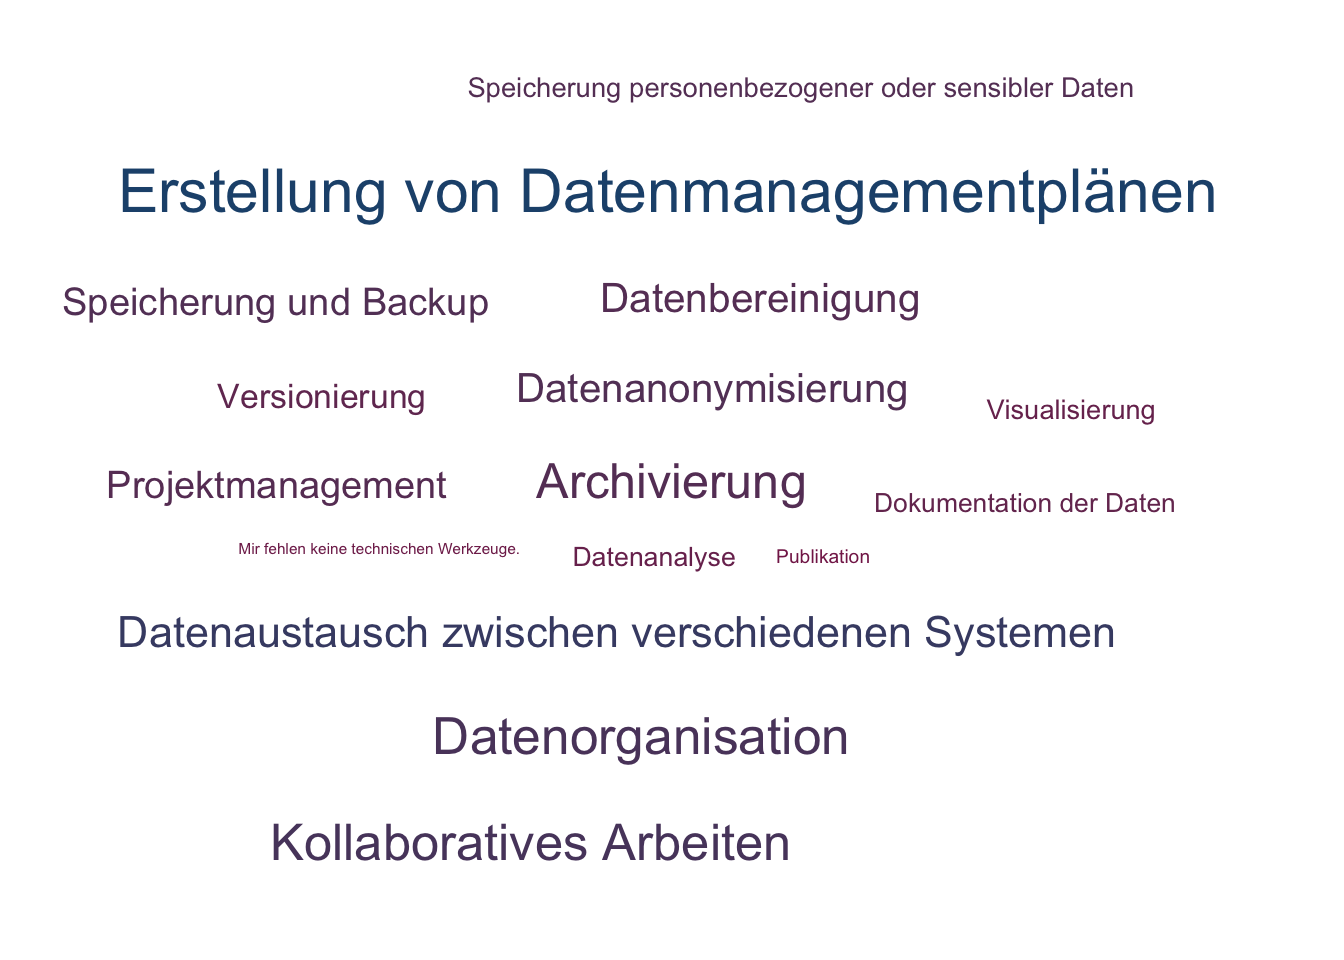 Speicherung personenbezogener oder sensibler Daten
Erstellung von Datenmanagementplänen
Speicherung und Backup
Datenbereinigung
Versionierung
Datenanonymisierung
Visualisierung
Projektmanagement
Archivierung
Dokumentation der Daten
Mir fehlen keine technischen Werkzeuge.
Datenanalyse
Publikation
Datenaustausch zwischen verschiedenen Systemen
Datenorganisation
Kollaboratives Arbeiten